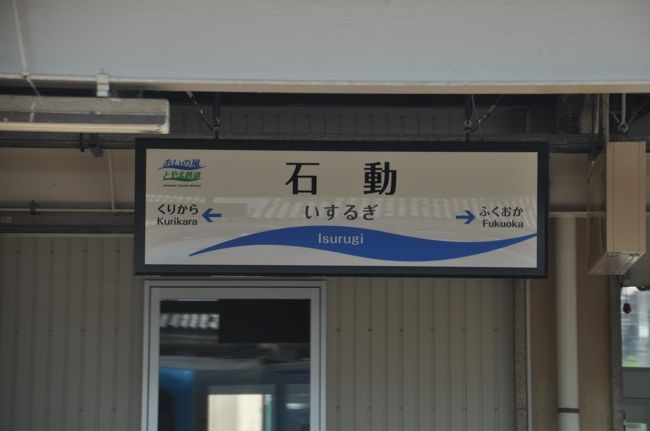 あいの風
とやま鉄道
石動
いするぎ
Isurugi
くりから
Kurikara
ふくおか
Fukuoka